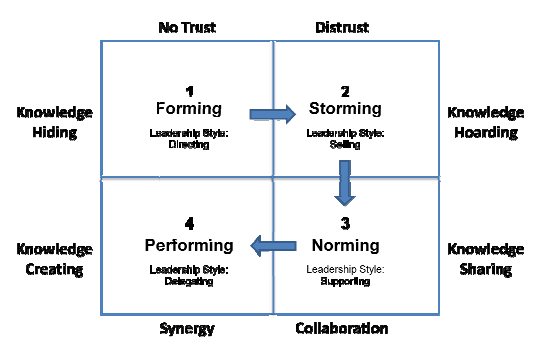 No Trust
Distrust
Knowledge
Hiding
1
Forming
Leadership Style:
Directing
2
Storming
Leadership Style:
Selling
Knowledge
Hoarding
Knowledge
Creating
4
Performing
Leadership Style:
Delegating
3
Norming
Leadership Style:
Supporting
Knowledge
Sharing
Synergy
Collaboration